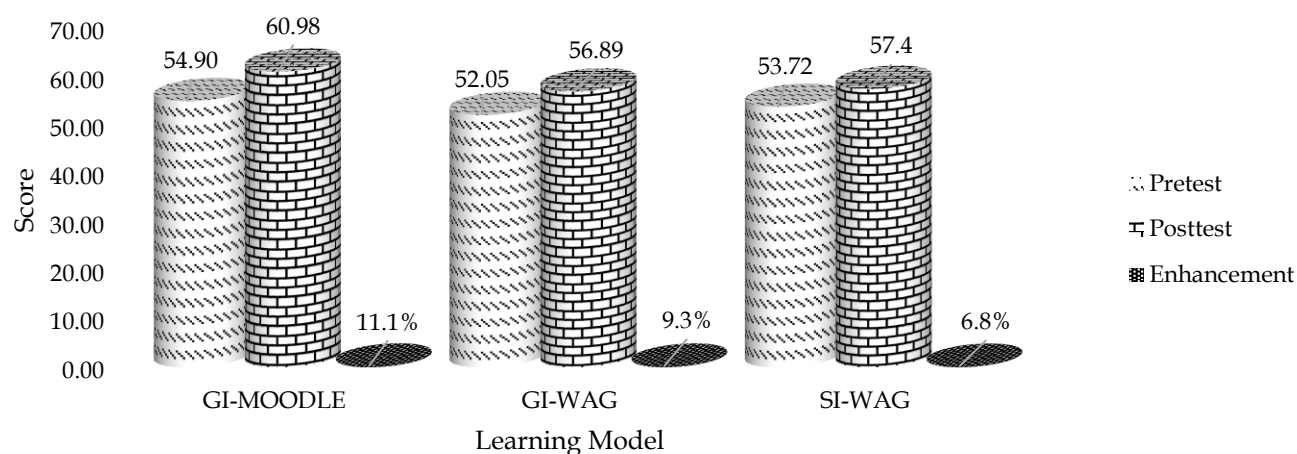 70.00
60.00
50.00
40.00
30.00
20.00
10.00
0.00
Score
54.90
60.98
11.1%
52.05
56.89
9.3%
53.72
57.4
6.8%
GI-MOODLE
GI-WAG
SI-WAG
Learning Model
Pretest
Posttest
Enhancement